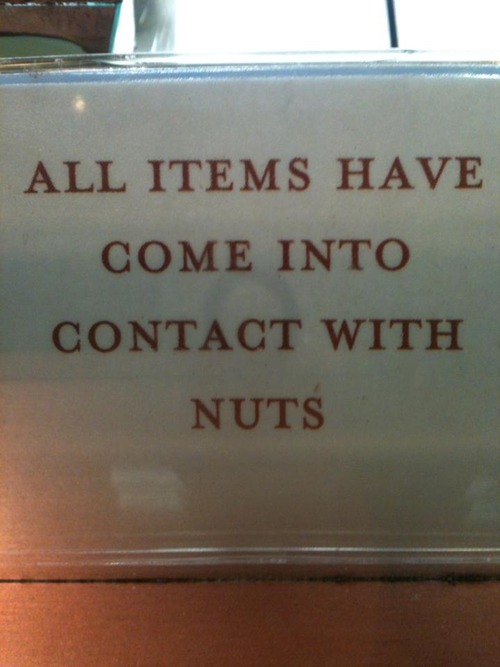 ALL ITEMS HAVE
COME INTO
CONTACT WITH
NUTS